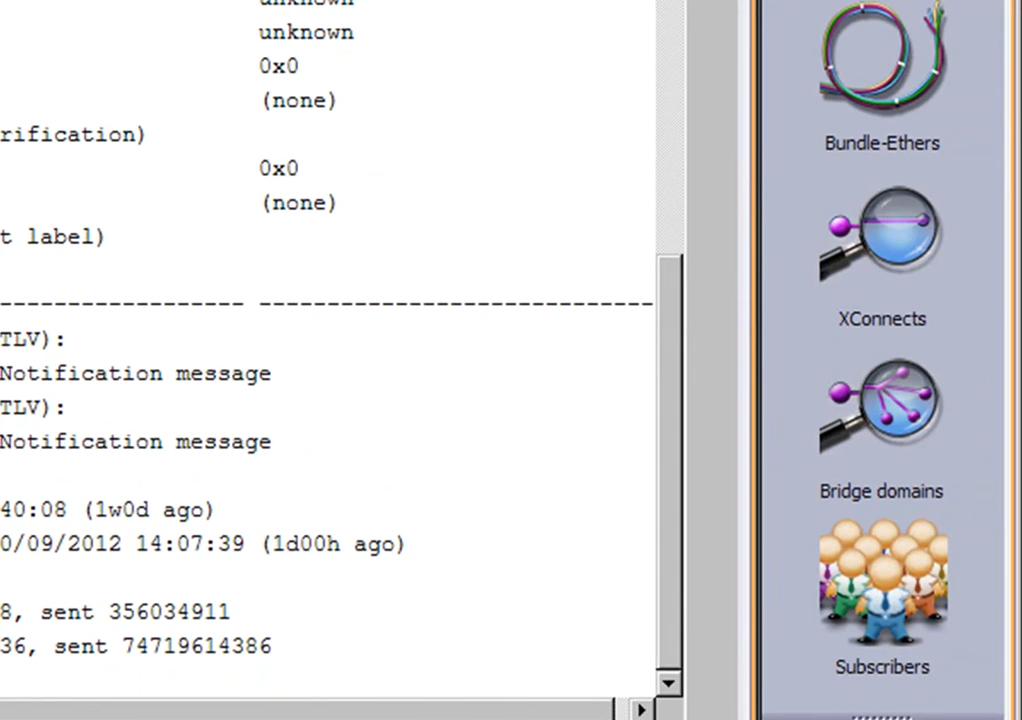 unknown
unknown
0x0
(none)
rification)
0x0
(none)
t label)
------------------ -----------------------------
TLV):
Notification message
TLV):
Notification message
40:08 (1w0d ago)
0/09/2012 14:07:39 (1d00h ago)
8, sent 356034911
36, sent 74719614386
Bundle-Ethers
XConnects
Bridge domains
Subscribers